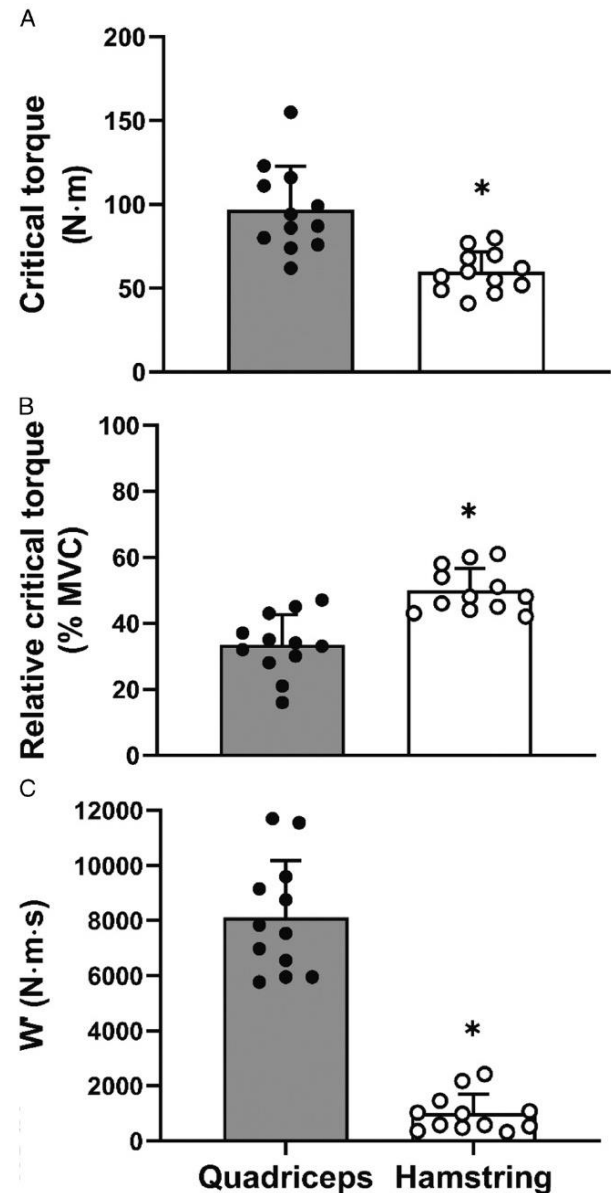 A
Critical torque
(N·m)
200
150
100
50
0
*
B
Relative critical torque
(% MVC)
100
80
60
40
20
0
*
C
W' (N·m·s)
12000
10000
8000
6000
4000
2000
0
*
Quadriceps Hamstring